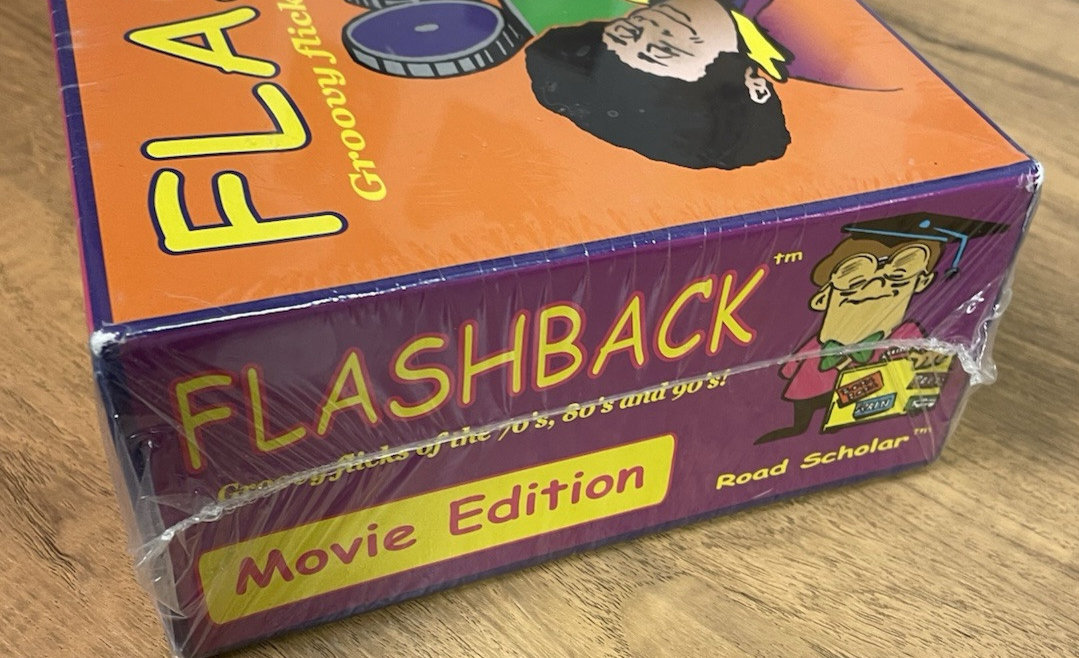 FLA
Groovy flick
FLASHBACK™
Groovy flicks of the 70's, 80's and 90's!
Movie Edition
Road Scholar™